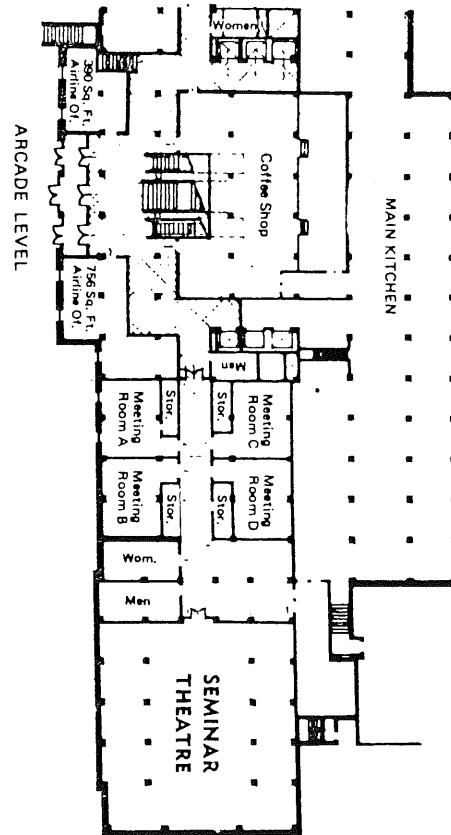 Women
390 Sq. Ft.
Airline Of.
ARCADE LEVEL
Coffee Shop
MAIN KITCHEN
756 Sq. Ft.
Airline Of.
Men
Stor.
Meeting
Room A
Stor.
Meeting
Room C
Stor.
Meeting
Room B
Stor.
Meeting
Room D
Wom.
Men
SEMINAR
THEATRE